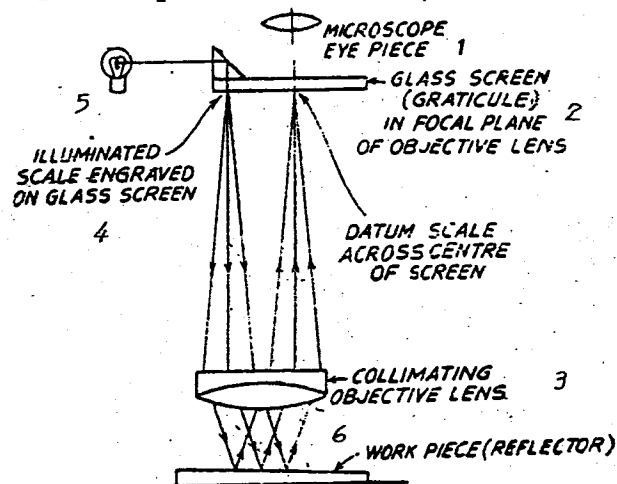 MICROSCOPE
EYE PIECE 1
GLASS SCREEN
(GRATICULE)
IN FOCAL PLANE
OF OBJECTIVE LENS
2
5
ILLUMINATED
SCALE ENGRAVED
ON GLASS SCREEN
4
DATUM SCALE
ACROSS CENTRE
OF SCREEN
COLLIMATING
OBJECTIVE LENS
3
6
WORK PIECE (REFLECTOR)